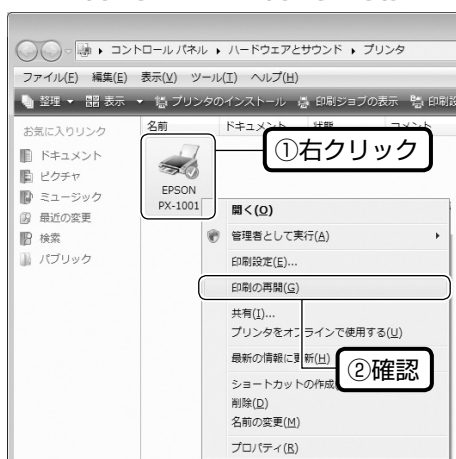 コントロール パネル ▸ ハードウェアとサウンド ▸ プリンタ
ファイル(F) 編集(E) 表示(V) ツール(T) ヘルプ(H)
整理 表示 プリンタのインストール 印刷ジョブの表示
お気に入りリンク
ドキュメント
ピクチャ
ミュージック
最近の変更
検索
パブリック
名前 ドキュメント 状態 コメント
①右クリック
EPSON
PX-1001
開く(O)
管理者として実行(A)
印刷設定(E)...
印刷の再開(G)
共有(I)...
プリンタをオフラインで使用する(U)
最新の情報に更新(H)
②確認
ショートカットの作成
削除(D)
名前の変更(M)
プロパティ(R)